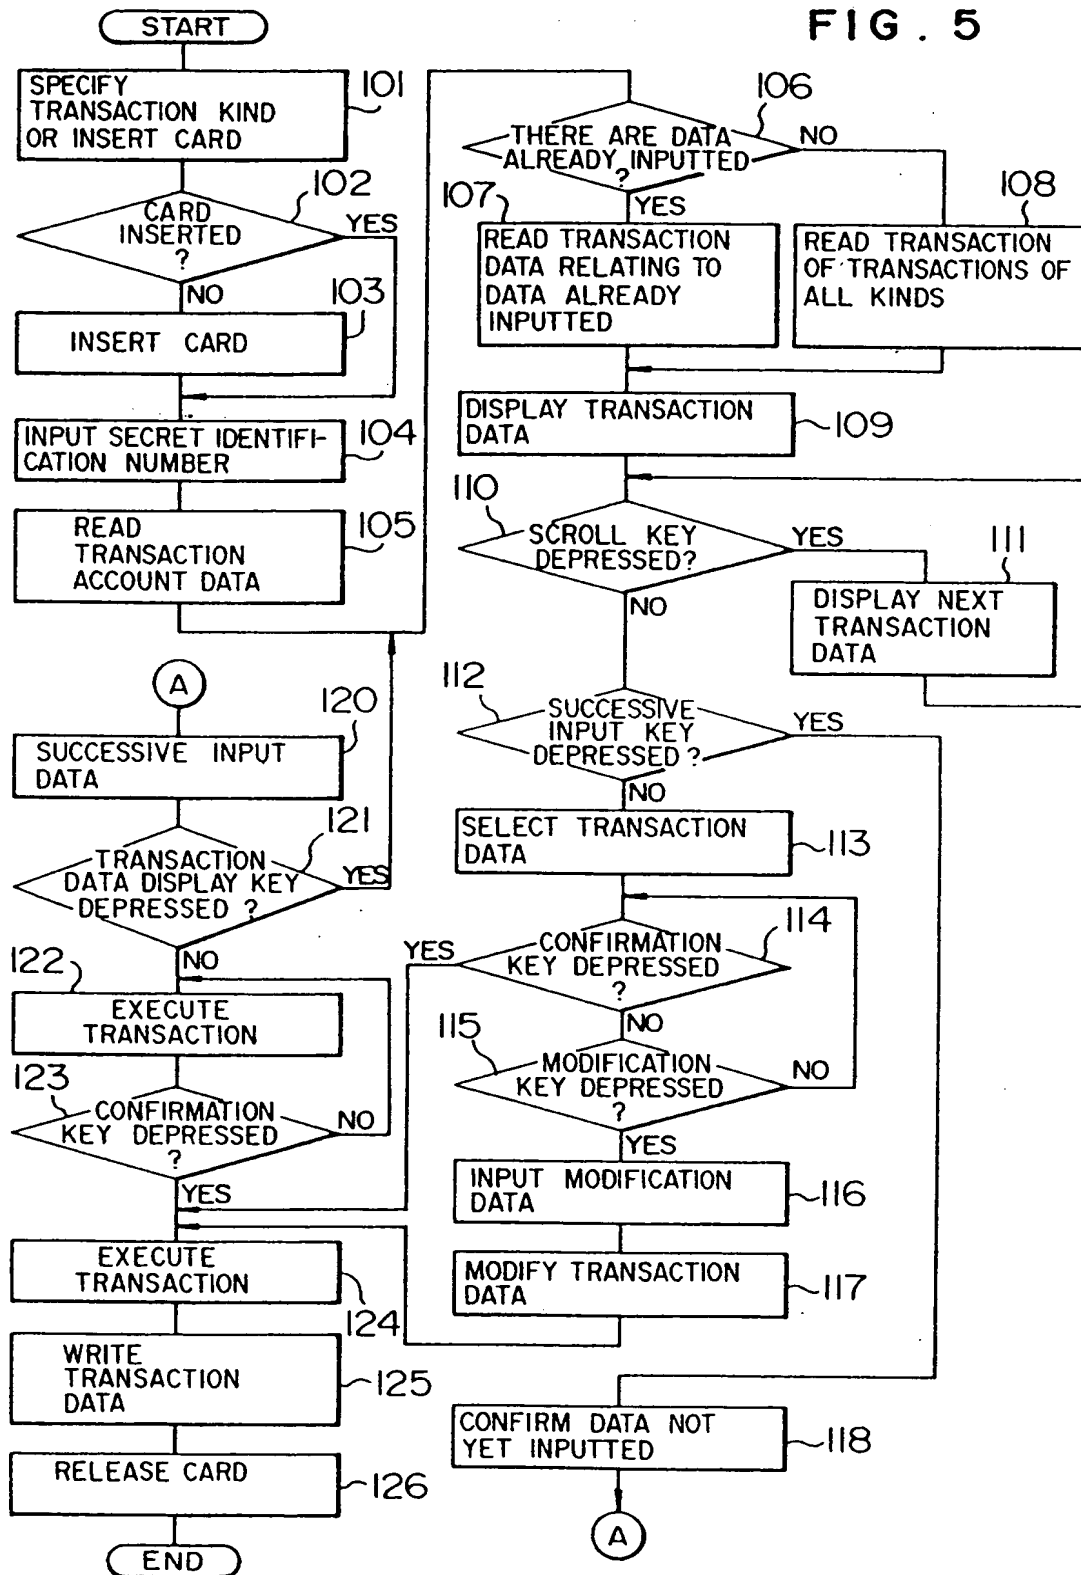 FIG. 5
START
SPECIFY
TRANSACTION KIND
OR INSERT CARD
101
CARD
INSERTED
?
102
YES
NO
103
INSERT CARD
INPUT SECRET IDENTIFI-
CATION NUMBER
104
READ
TRANSACTION
ACCOUNT DATA
105
THERE ARE DATA
ALREADY INPUTTED
?
106
NO
YES
107
READ TRANSACTION
DATA RELATING TO
DATA ALREADY
INPUTTED
108
READ TRANSACTION
OF TRANSACTIONS OF
ALL KINDS
DISPLAY TRANSACTION
DATA
109
110
SCROLL KEY
DEPRESSED?
YES
NO
111
DISPLAY NEXT
TRANSACTION
DATA
112
SUCCESSIVE
INPUT KEY
DEPRESSED ?
YES
NO
SELECT TRANSACTION
DATA
113
CONFIRMATION
KEY DEPRESSED
?
114
YES
NO
115
MODIFICATION
KEY DEPRESSED
?
NO
YES
INPUT MODIFICATION
DATA
116
MODIFY TRANSACTION
DATA
117
CONFIRM DATA NOT
YET INPUTTED
118
A
A
120
SUCCESSIVE INPUT
DATA
121
TRANSACTION
DATA DISPLAY KEY
DEPRESSED ?
YES
NO
122
EXECUTE
TRANSACTION
123
CONFIRMATION
KEY DEPRESSED
?
NO
YES
EXECUTE
TRANSACTION
124
WRITE
TRANSACTION
DATA
125
RELEASE CARD
126
END